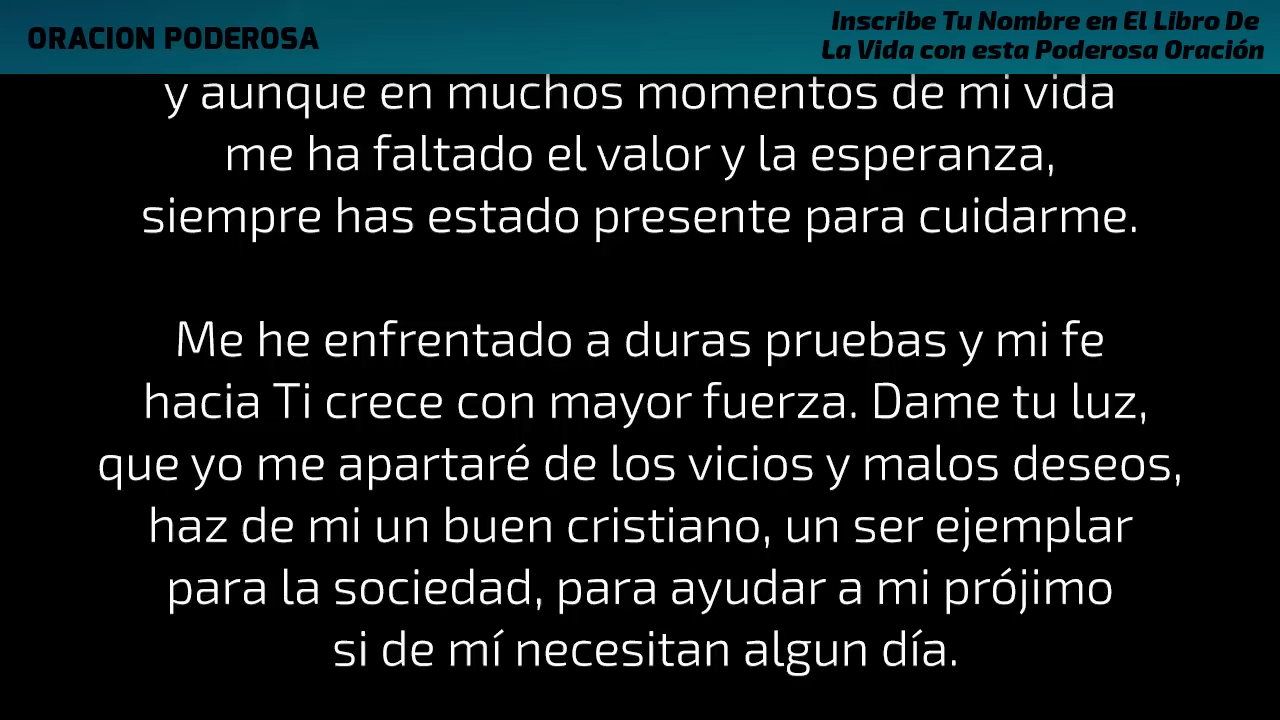 ORACION PODEROSA
Inscribe Tu Nombre en El Libro De
La Vida con esta Poderosa Oración
y aunque en muchos momentos de mi vida
me ha faltado el valor y la esperanza,
siempre has estado presente para cuidarme.
Me he enfrentado a duras pruebas y mi fe
hacia Ti crece con mayor fuerza. Dame tu luz,
que yo me apartaré de los vicios y malos deseos,
haz de mi un buen cristiano, un ser ejemplar
para la sociedad, para ayudar a mi prójimo
si de mí necesitan algun día.